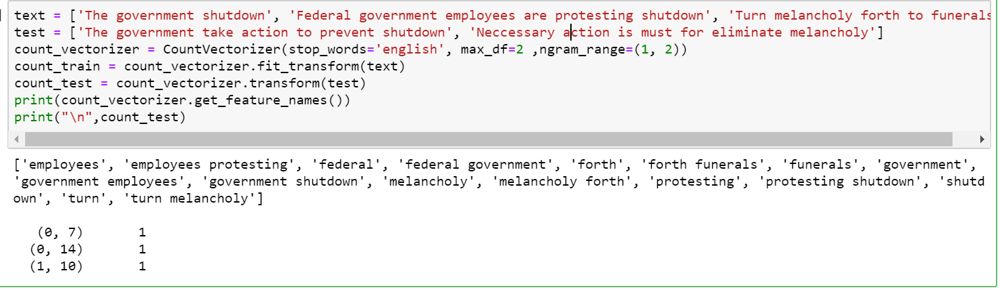 text = ['The government shutdown', 'Federal government employees are protesting shutdown', 'Turn melancholy forth to funerals
test = ['The government take action to prevent shutdown', 'Neccessary action is must for eliminate melancholy']
count_vectorizer = CountVectorizer(stop_words='english', max_df=2 ,ngram_range=(1, 2))
count_train = count_vectorizer.fit_transform(text)
count_test = count_vectorizer.transform(test)
print(count_vectorizer.get_feature_names())
print("\n",count_test)
['employees', 'employees protesting', 'federal', 'federal government', 'forth', 'forth funerals', 'funerals', 'government',
'government employees', 'government shutdown', 'melancholy', 'melancholy forth', 'protesting', 'protesting shutdown', 'shutd
own', 'turn', 'turn melancholy']
(0, 7) 1
(0, 14) 1
(1, 10) 1